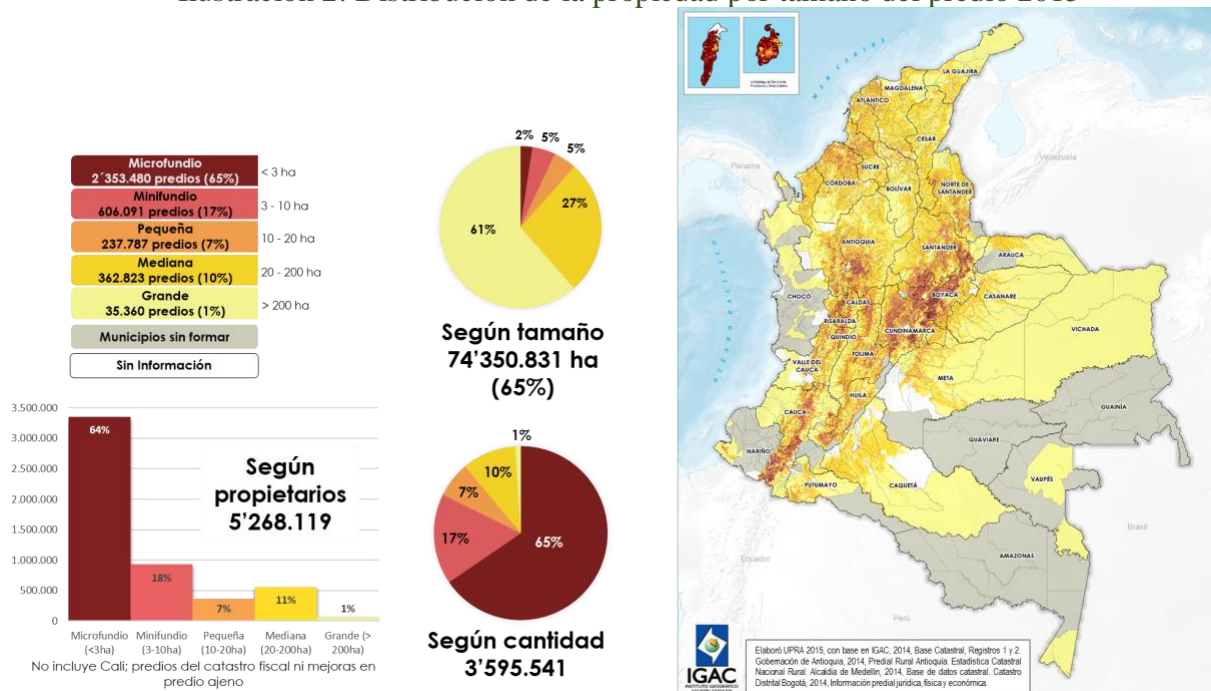 Ilustración 2: Distribución de la propiedad por tamaño del predio 2015
Microfundio
2´353.480 predios (65%)
< 3 ha
Minifundio
606.091 predios (17%)
3 - 10 ha
Pequeña
237.787 predios (7%)
10 - 20 ha
Mediana
362.823 predios (10%)
20 - 200 ha
Grande
35.360 predios (1%)
> 200 ha
Municipios sin formar
Sin Información
2%
5%
5%
27%
61%
Según tamaño
74’350.831 ha
(65%)
3.500.000
3.000.000
2.500.000
2.000.000
1.500.000
1.000.000
500.000
0
64%
18%
7%
11%
1%
Según
propietarios
5’268.119
Microfundio
(<3ha)
Minifundio
(3-10ha)
Pequeña
(10-20ha)
Mediana
(20-200ha)
Grande (>
200ha)
No incluye Cali; predios del catastro fiscal ni mejoras en
predio ajeno
1%
10%
7%
17%
65%
Según cantidad
3’595.541
MAR CARIBE
OCÉANO PACÍFICO
Panamá
Venezuela
Brasil
Ecuador
Perú
LA GUAJIRA
MAGDALENA
ATLÁNTICO
CESAR
SUCRE
CÓRDOBA
BOLÍVAR
NORTE DE
SANTANDER
ANTIOQUIA
SANTANDER
ARAUCA
CHOCÓ
CALDAS
BOYACÁ
CASANARE
RISARALDA
CUNDINAMARCA
VICHADA
QUINDÍO
TOLIMA
VALLE DEL
CAUCA
META
HUILA
GUAINÍA
CAUCA
GUAVIARE
NARIÑO
VAUPÉS
PUTUMAYO
CAQUETÁ
AMAZONAS
IGAC
INSTITUTO GEOGRÁFICO
Elaboró UPRA 2015, con base en IGAC, 2014, Base Catastral, Registros 1 y 2.
Gobernación de Antioquia, 2014, Predial Rural Antioquia. Estadística Catastral
Nacional Rural. Alcaldía de Medellín, 2014, Base de datos catastral. Catastro
Distrital Bogotá, 2014, Información predial jurídica, física y económica.